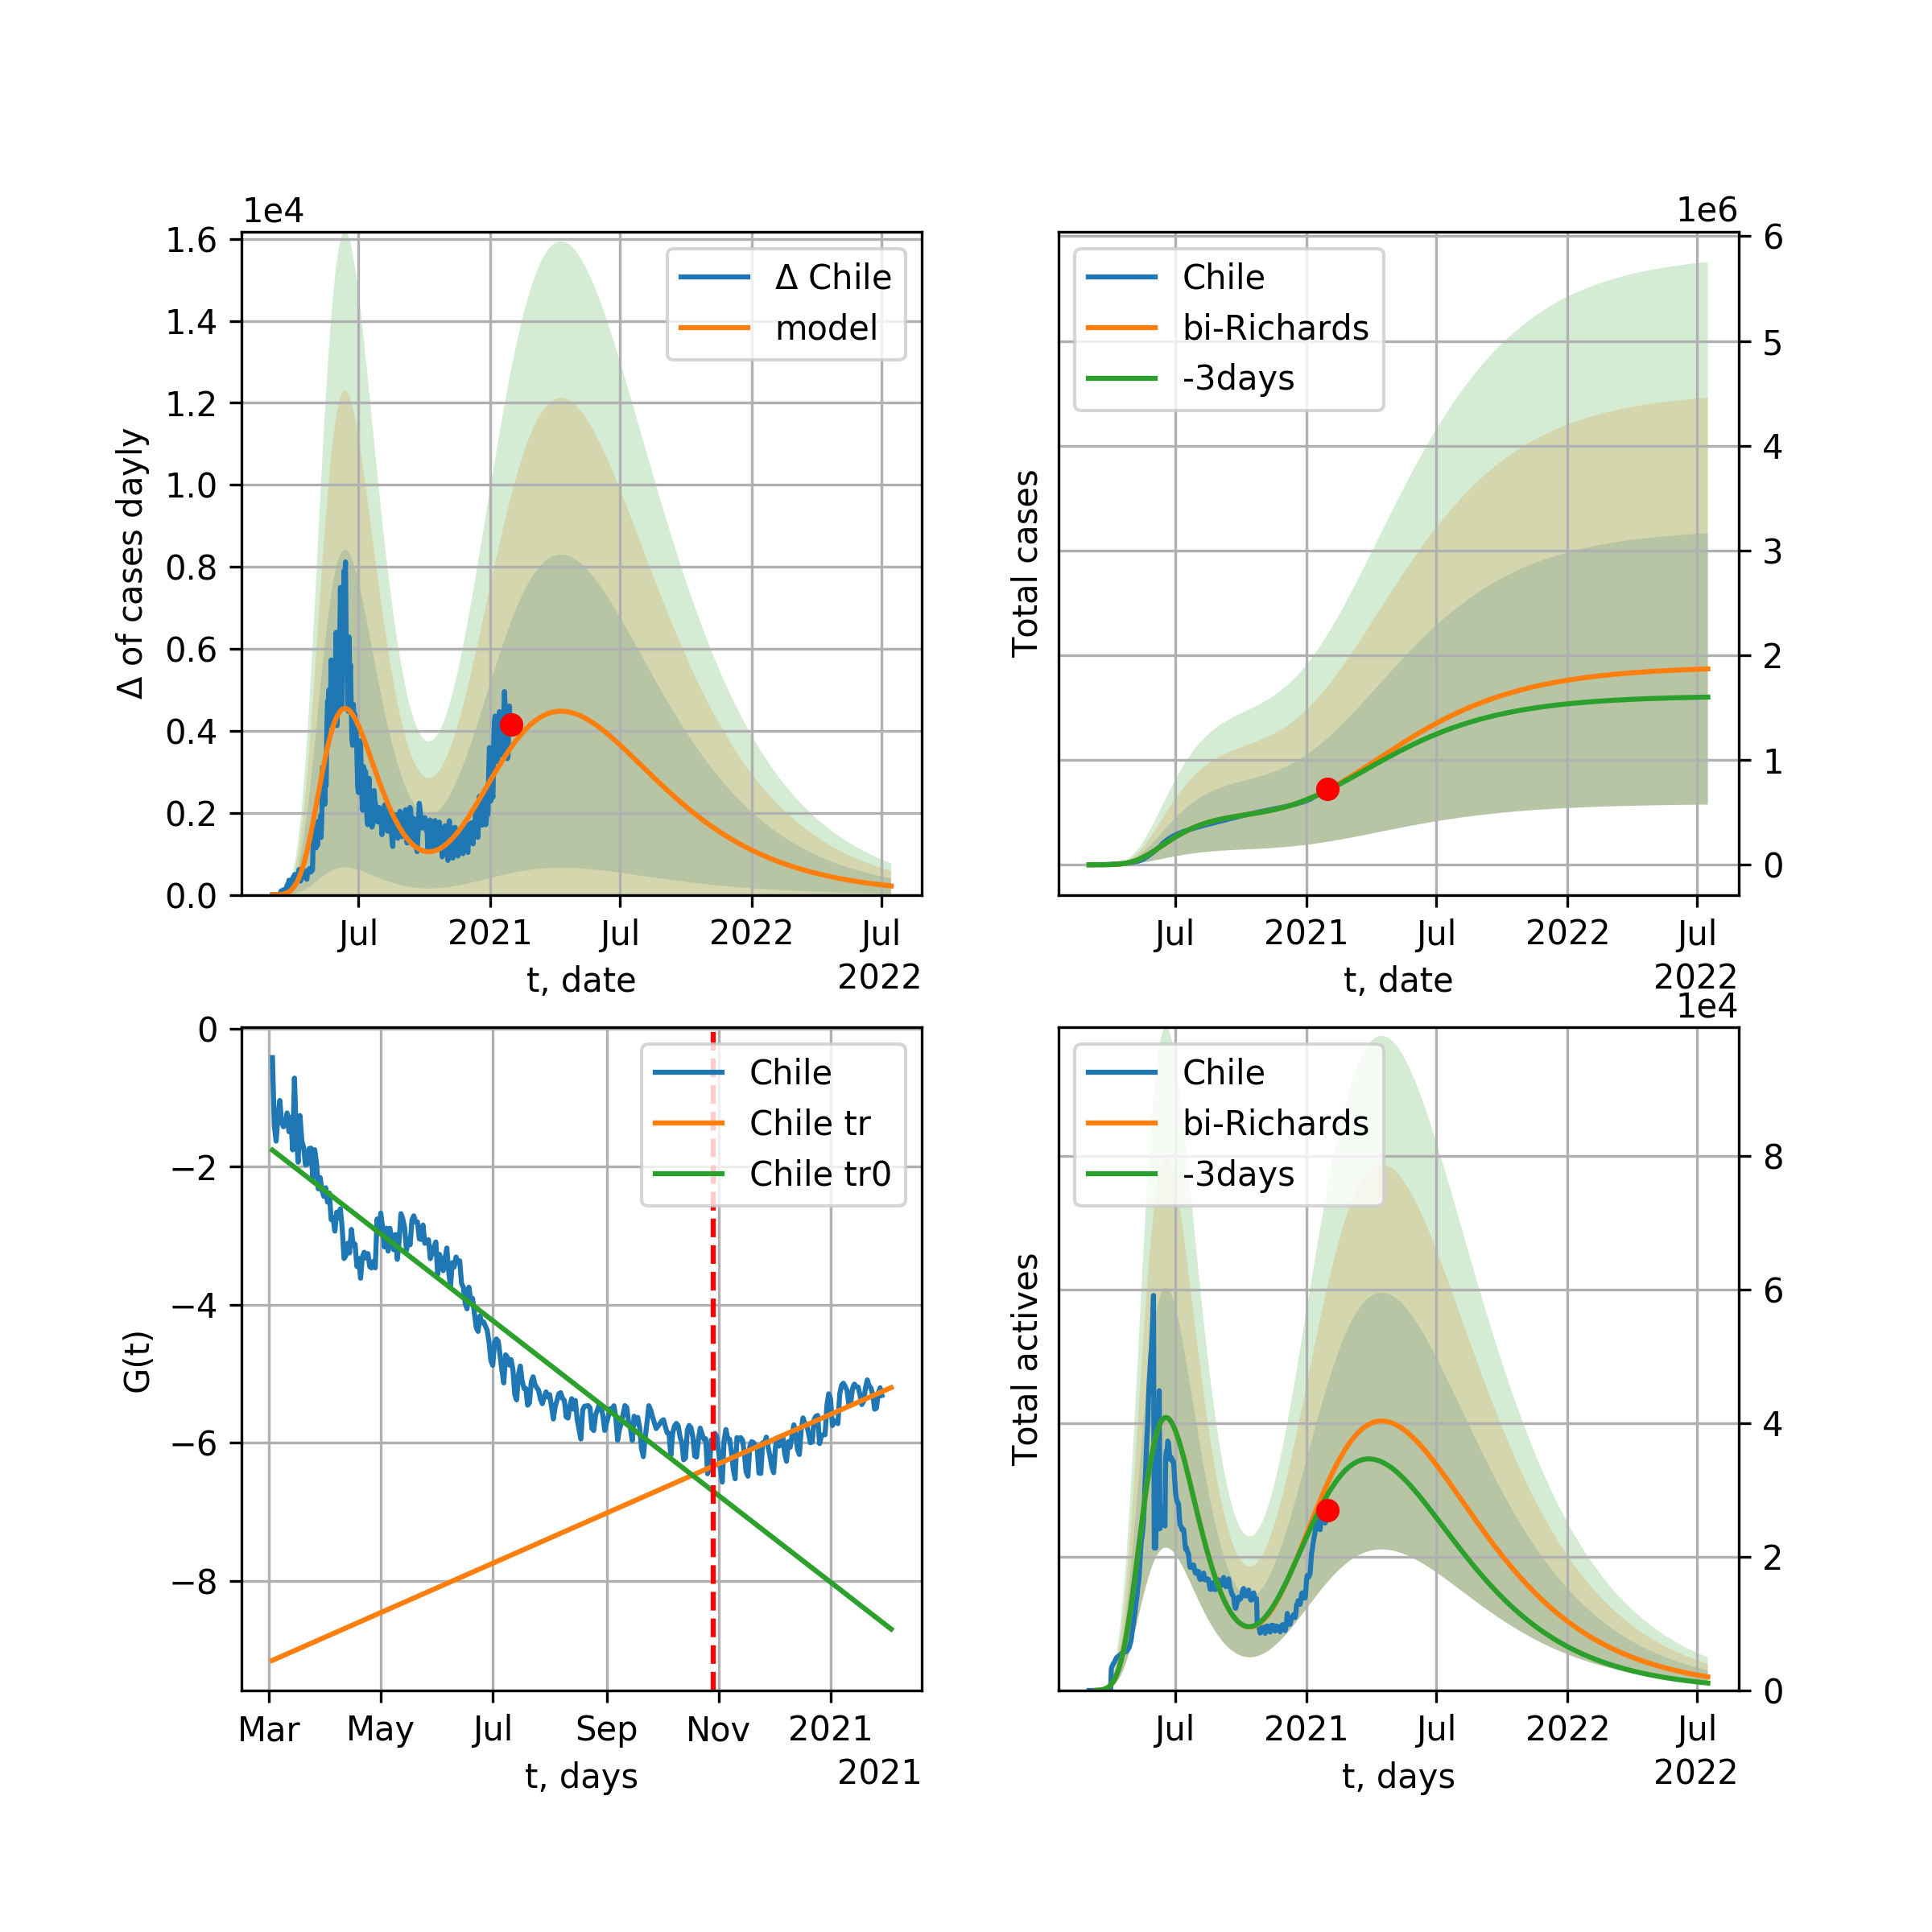 1e4
1.6
1.4
1.2
1.0
0.8
0.6
0.4
0.2
0.0
Δ of cases dayly
Δ Chile
model
Jul
2021
Jul
2022
Jul
t, date
2022
1e6
6
5
4
3
2
1
0
Total cases
Chile
bi-Richards
-3days
Jul
2021
Jul
2022
Jul
t, date
2022
0
−2
−4
−6
−8
G(t)
Chile
Chile tr
Chile tr0
Mar
May
Jul
Sep
Nov
2021
t, days
2021
1e4
8
6
4
2
0
Total actives
Chile
bi-Richards
-3days
Jul
2021
Jul
2022
Jul
t, days
2022